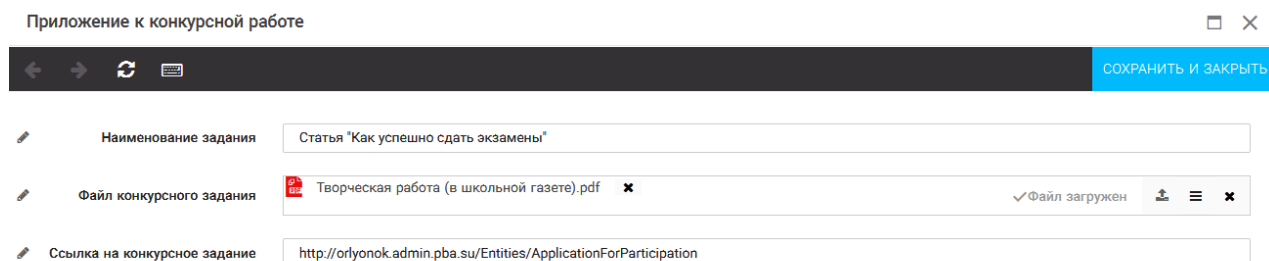 Приложение к конкурсной работе
СОХРАНИТЬ И ЗАКРЫТЬ
Наименование задания Статья "Как успешно сдать экзамены"
Файл конкурсного задания Творческая работа (в школьной газете).pdf Файл загружен
Ссылка на конкурсное задание http://orlyonok.admin.pba.su/Entities/ApplicationForParticipation